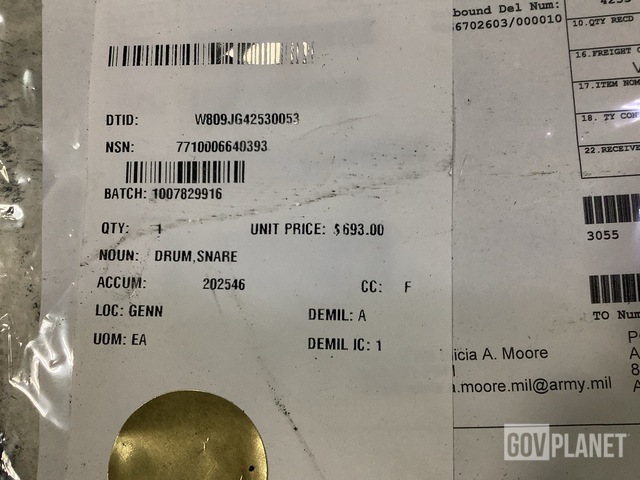 DTID: W809JG42530053
NSN: 7710006640393
BATCH: 1007829916
QTY: 1 UNIT PRICE: $693.00
NOUN: DRUM,SNARE
ACCUM: 202546 CC: F
LOC: GENN DEMIL: A
UOM: EA DEMIL IC: 1
bound Del Num:
6702603/000010
10.QTY RECD
16.FREIGHT
17.ITEM NOM
18. TY CON
22.RECEIVE
3055
TO Num
icia A. Moore
a.moore.mil@army.mil
GOVPLANET